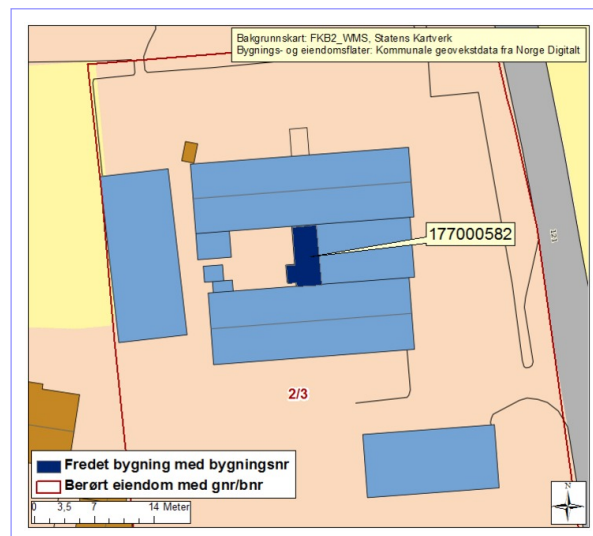 Bakgrunnskart: FKB2_WMS, Statens Kartverk
Bygnings- og eiendomsflater: Kommunale geovekstdata fra Norge Digitalt
177000582
2/3
Fredet bygning med bygningsnr
Berørt eiendom med gnr/bnr
0 3,5 7 14 Meter
N